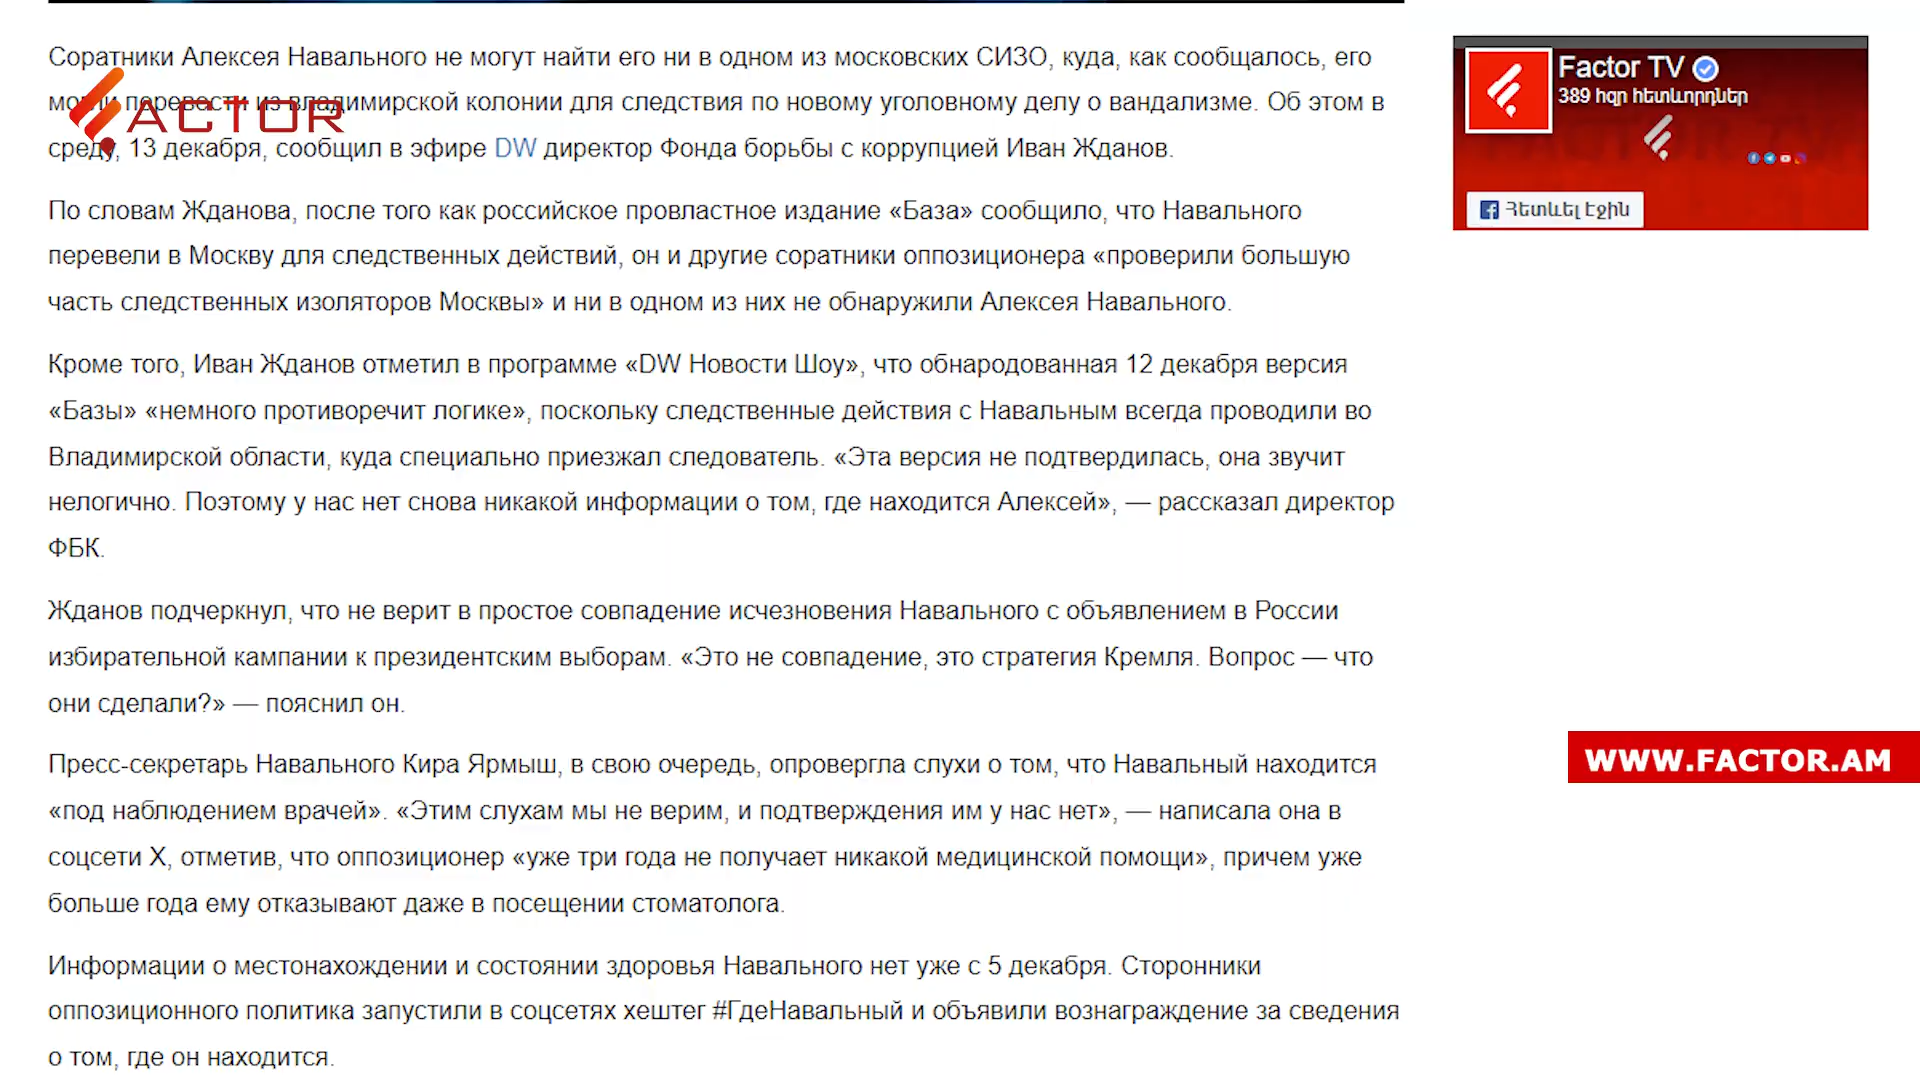 Соратники Алексея Навального не могут найти его ни в одном из московских СИЗО, куда, как сообщалось, его
могли перевести из владимирской колонии для следствия по новому уголовному делу о вандализме. Об этом в
среду, 13 декабря, сообщил в эфире DW директор Фонда борьбы с коррупцией Иван Жданов.
По словам Жданова, после того как российское провластное издание «База» сообщило, что Навального
перевели в Москву для следственных действий, он и другие соратники оппозиционера «проверили большую
часть следственных изоляторов Москвы» и ни в одном из них не обнаружили Алексея Навального.
Кроме того, Иван Жданов отметил в программе «DW Новости Шоу», что обнародованная 12 декабря версия
«Базы» «немного противоречит логике», поскольку следственные действия с Навальным всегда проводили во
Владимирской области, куда специально приезжал следователь. «Эта версия не подтвердилась, она звучит
нелогично. Поэтому у нас нет снова никакой информации о том, где находится Алексей», — рассказал директор
ФБК.
Жданов подчеркнул, что не верит в простое совпадение исчезновения Навального с объявлением в России
избирательной кампании к президентским выборам. «Это не совпадение, это стратегия Кремля. Вопрос — что
они сделали?» — пояснил он.
Пресс-секретарь Навального Кира Ярмыш, в свою очередь, опровергла слухи о том, что Навальный находится
«под наблюдением врачей». «Этим слухам мы не верим, и подтверждения им у нас нет», — написала она в
соцсети X, отметив, что оппозиционер «уже три года не получает никакой медицинской помощи», причем уже
больше года ему отказывают даже в посещении стоматолога.
Информации о местонахождении и состоянии здоровья Навального нет уже с 5 декабря. Сторонники
оппозиционного политика запустили в соцсетях хештег #ГдеНавальный и объявили вознаграждение за сведения
о том, где он находится.
FACTOR
Factor TV
389 հզր հետևորդներ
Հետևել էջին
WWW.FACTOR.AM